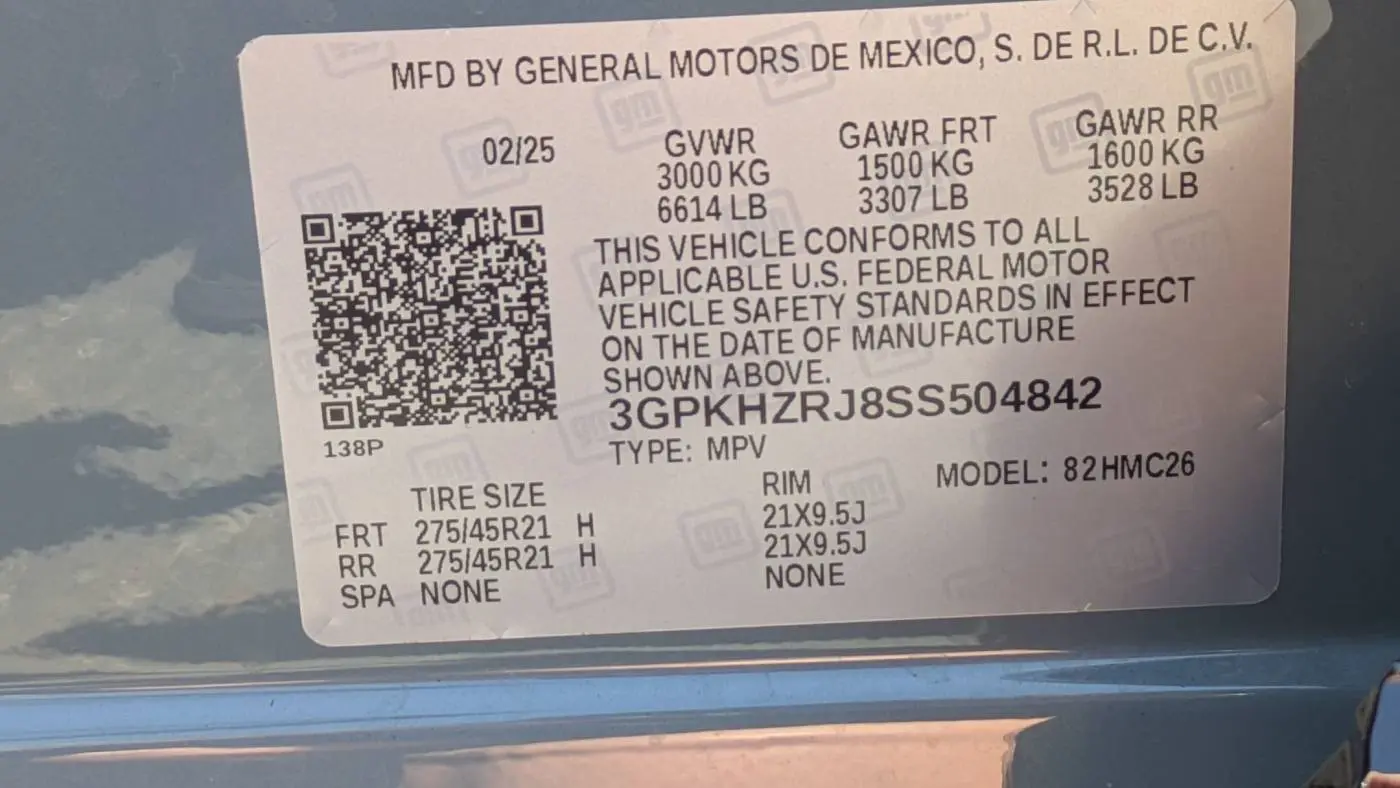 MFD BY GENERAL MOTORS DE MEXICO, S. DE R.L. DE C.V.
02/25 GVWR GAWR FRT GAWR RR
3000 KG 1500 KG 1600 KG
6614 LB 3307 LB 3528 LB
THIS VEHICLE CONFORMS TO ALL
APPLICABLE U.S. FEDERAL MOTOR
VEHICLE SAFETY STANDARDS IN EFFECT
ON THE DATE OF MANUFACTURE
SHOWN ABOVE.
3GPKHZRJ8SS504842
138P
TYPE: MPV
TIRE SIZE RIM MODEL: 82HMC26
FRT 275/45R21 H 21X9.5J
RR 275/45R21 H 21X9.5J
SPA NONE NONE